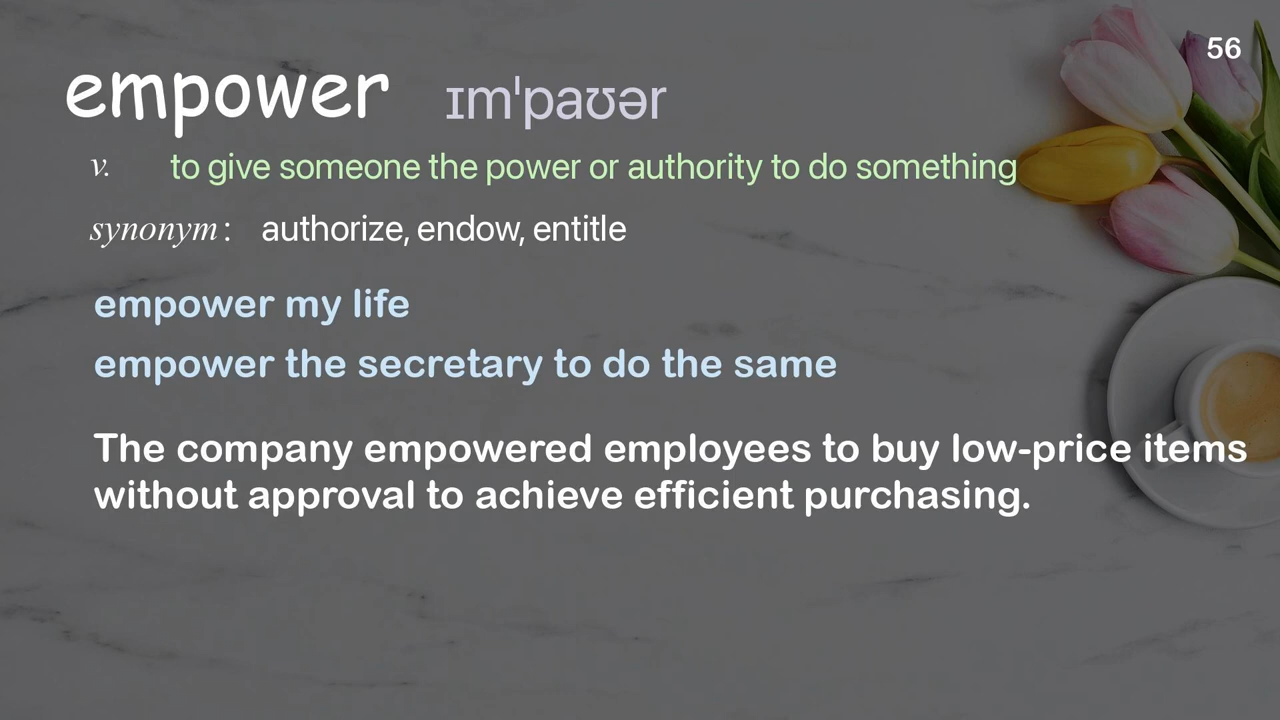 56
empower ɪmˈpaʊər
v. to give someone the power or authority to do something
synonym: authorize, endow, entitle
empower my life
empower the secretary to do the same
The company empowered employees to buy low-price items
without approval to achieve efficient purchasing.